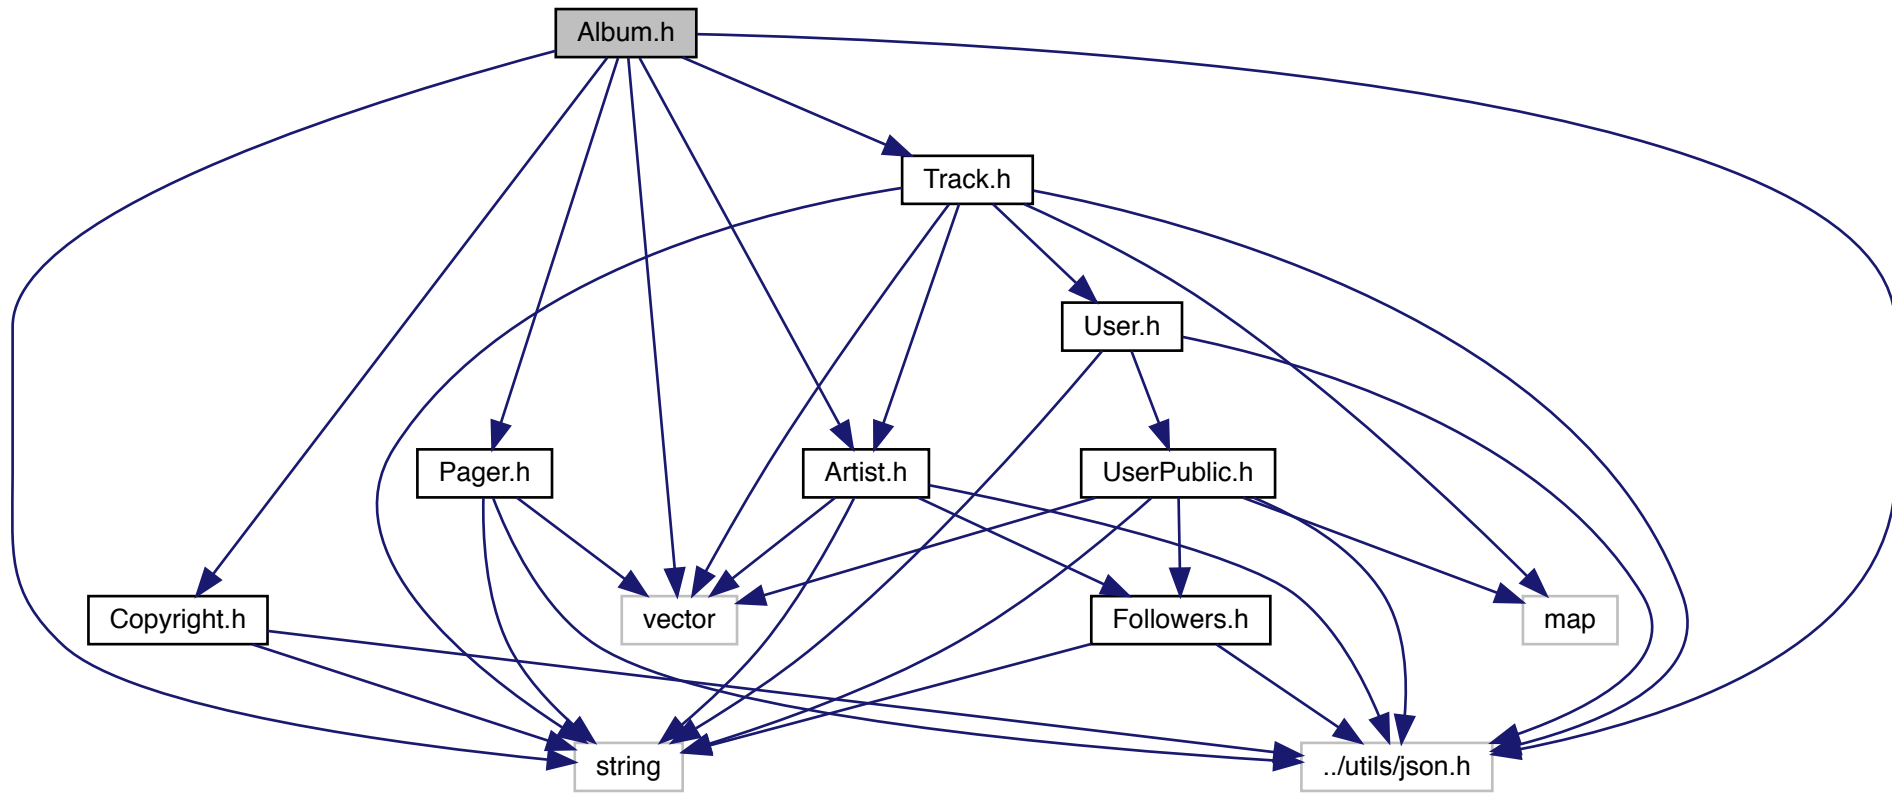 Album.h
Track.h
User.h
Pager.h
Artist.h
UserPublic.h
Copyright.h
vector
Followers.h
map
string
../utils/json.h